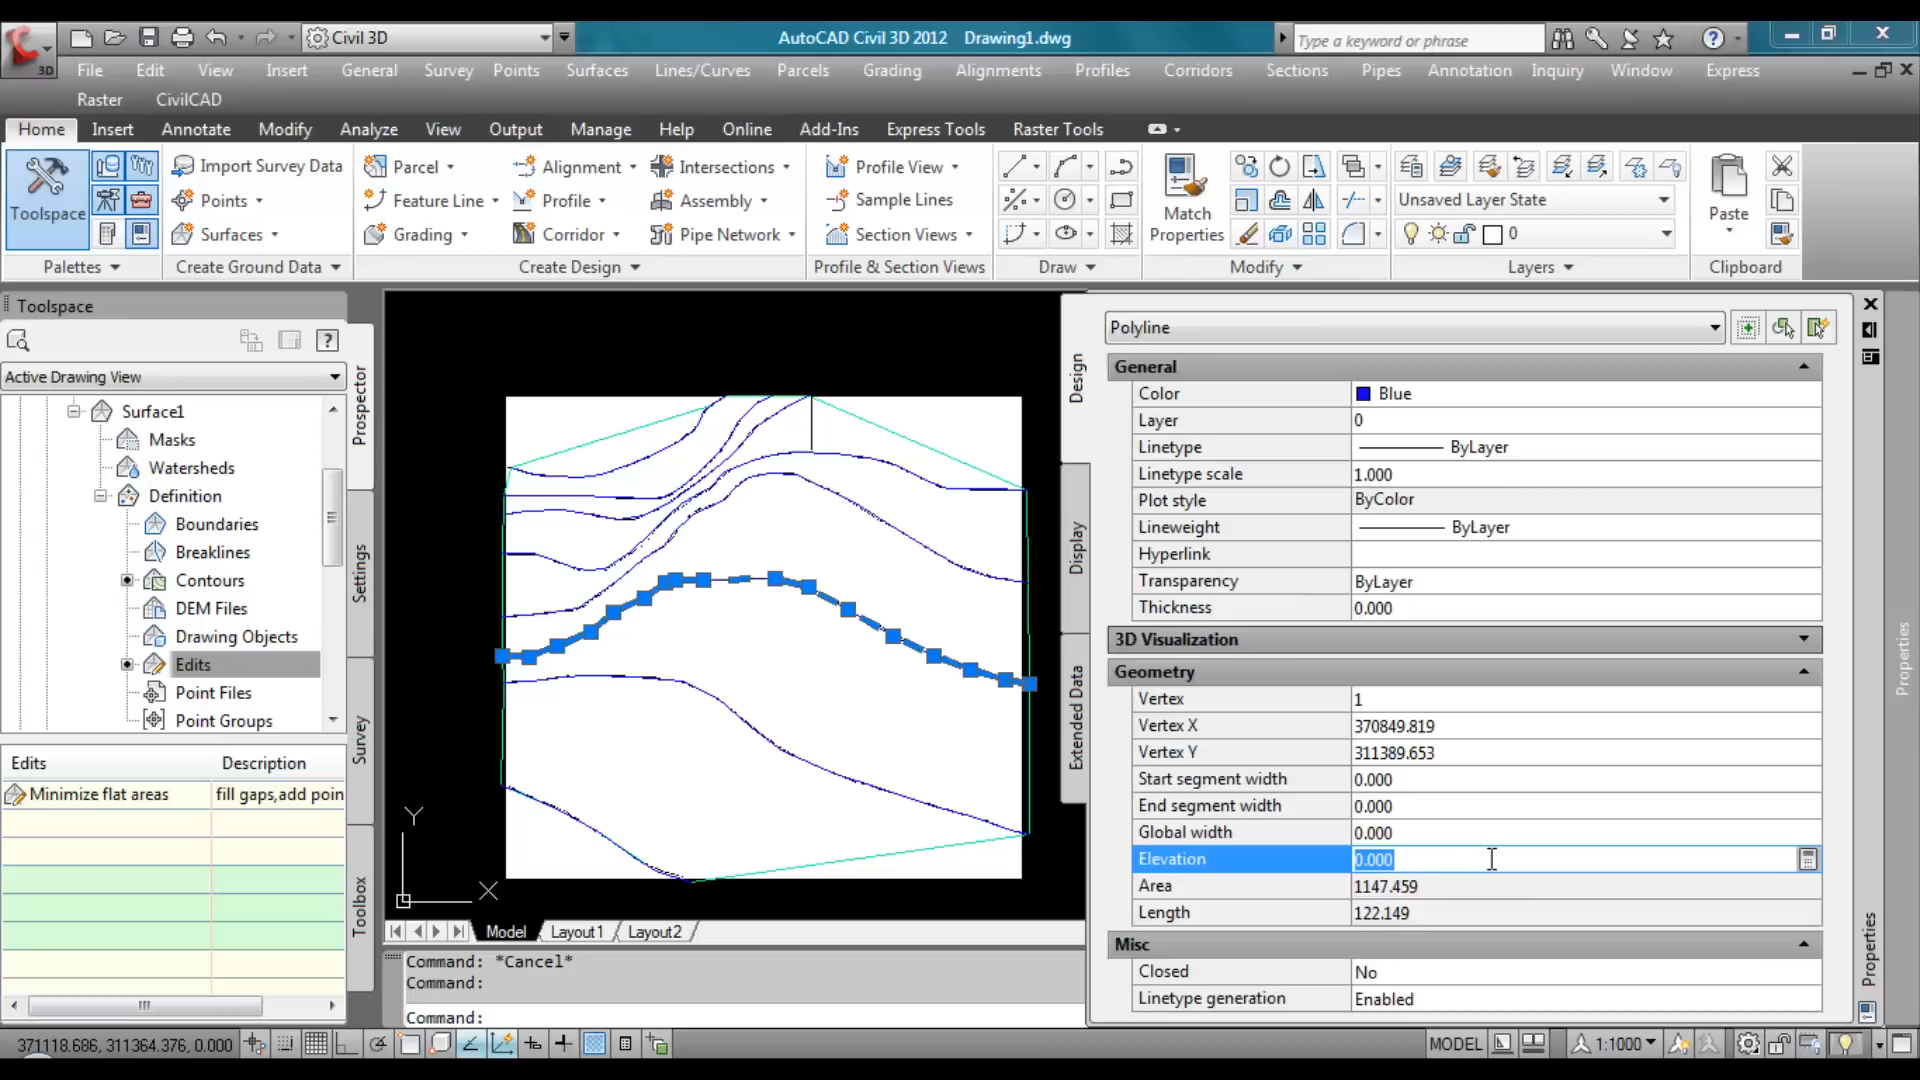 Civil 3D
AutoCAD Civil 3D 2012 Drawing1.dwg
Type a keyword or phrase
3D
File Edit View Insert General Survey Points Surfaces Lines/Curves Parcels Grading Alignments Profiles Corridors Sections Pipes Annotation Inquiry Window Express
Raster CivilCAD
Home Insert Annotate Modify Analyze View Output Manage Help Online Add-Ins Express Tools Raster Tools
Toolspace
Import Survey Data
Points
Surfaces
Parcel
Feature Line
Grading
Alignment
Profile
Corridor
Intersections
Assembly
Pipe Network
Profile View
Sample Lines
Section Views
Match
Properties
Unsaved Layer State
0
Paste
Palettes Create Ground Data Create Design Profile & Section Views Draw Modify Layers Clipboard
Toolspace
?
Active Drawing View
Surface1
Masks
Watersheds
Definition
Boundaries
Breaklines
Contours
DEM Files
Drawing Objects
Edits
Point Files
Point Groups
Edits Description
Minimize flat areas fill gaps,add poin
Prospector
Settings
Survey
Toolbox
Y
X
Model Layout1 Layout2
Command: *Cancel*
Command:
Command:
Design
Display
Extended Data
Polyline
General
Color Blue
Layer 0
Linetype ByLayer
Linetype scale 1.000
Plot style ByColor
Lineweight ByLayer
Hyperlink
Transparency ByLayer
Thickness 0.000
3D Visualization
Geometry
Vertex 1
Vertex X 370849.819
Vertex Y 311389.653
Start segment width 0.000
End segment width 0.000
Global width 0.000
Elevation 0.000
Area 1147.459
Length 122.149
Misc
Closed No
Linetype generation Enabled
Properties
Properties
371118.686, 311364.376, 0.000
MODEL
1:1000